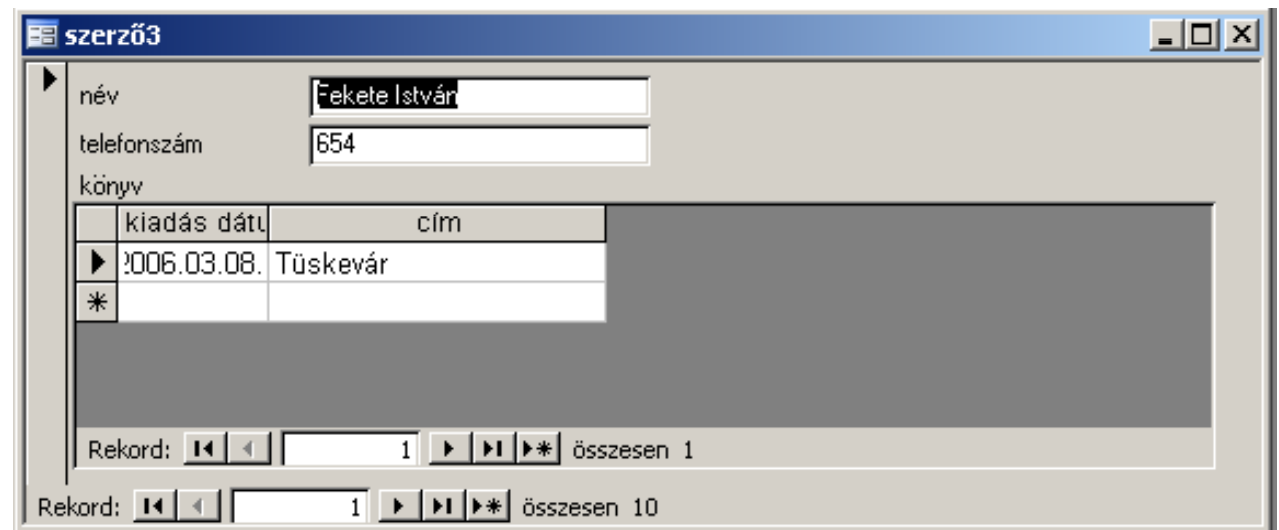 szerző3
név Fekete István
telefonszám 654
könyv
kiadás dátu cím
2006.03.08. Tüskevár
Rekord: 1 összesen 1
Rekord: 1 összesen 10